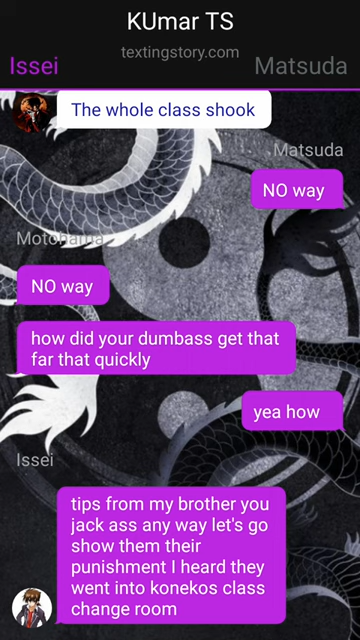 KUmar TS
textingstory.com
Issei
Matsuda
The whole class shook
Matsuda
NO way
Motohama
NO way
how did your dumbass get that
far that quickly
yea how
Issei
tips from my brother you
jack ass any way let's go
show them their
punishment I heard they
went into konekos class
change room